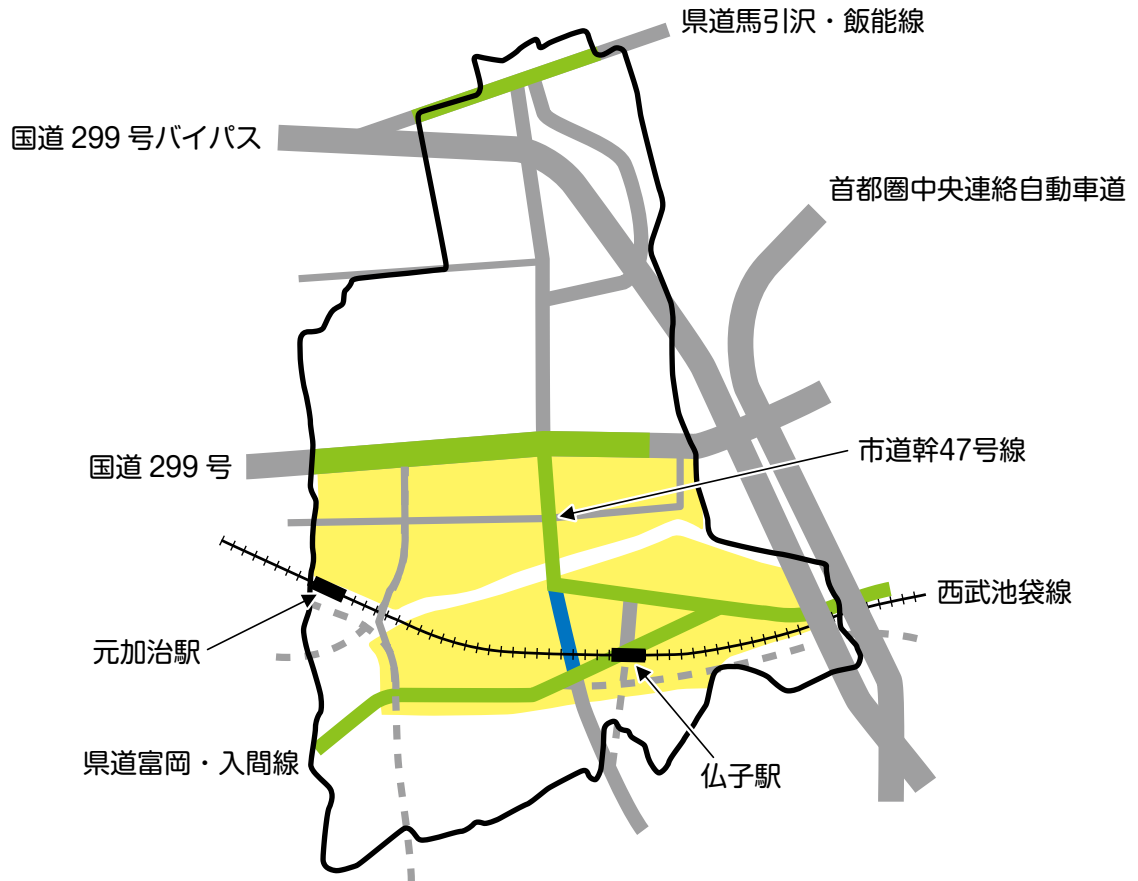 県道馬引沢・飯能線
国道 299 号バイパス
首都圏中央連絡自動車道
市道幹47号線
国道 299 号
西武池袋線
元加治駅
県道富岡・入間線
仏子駅